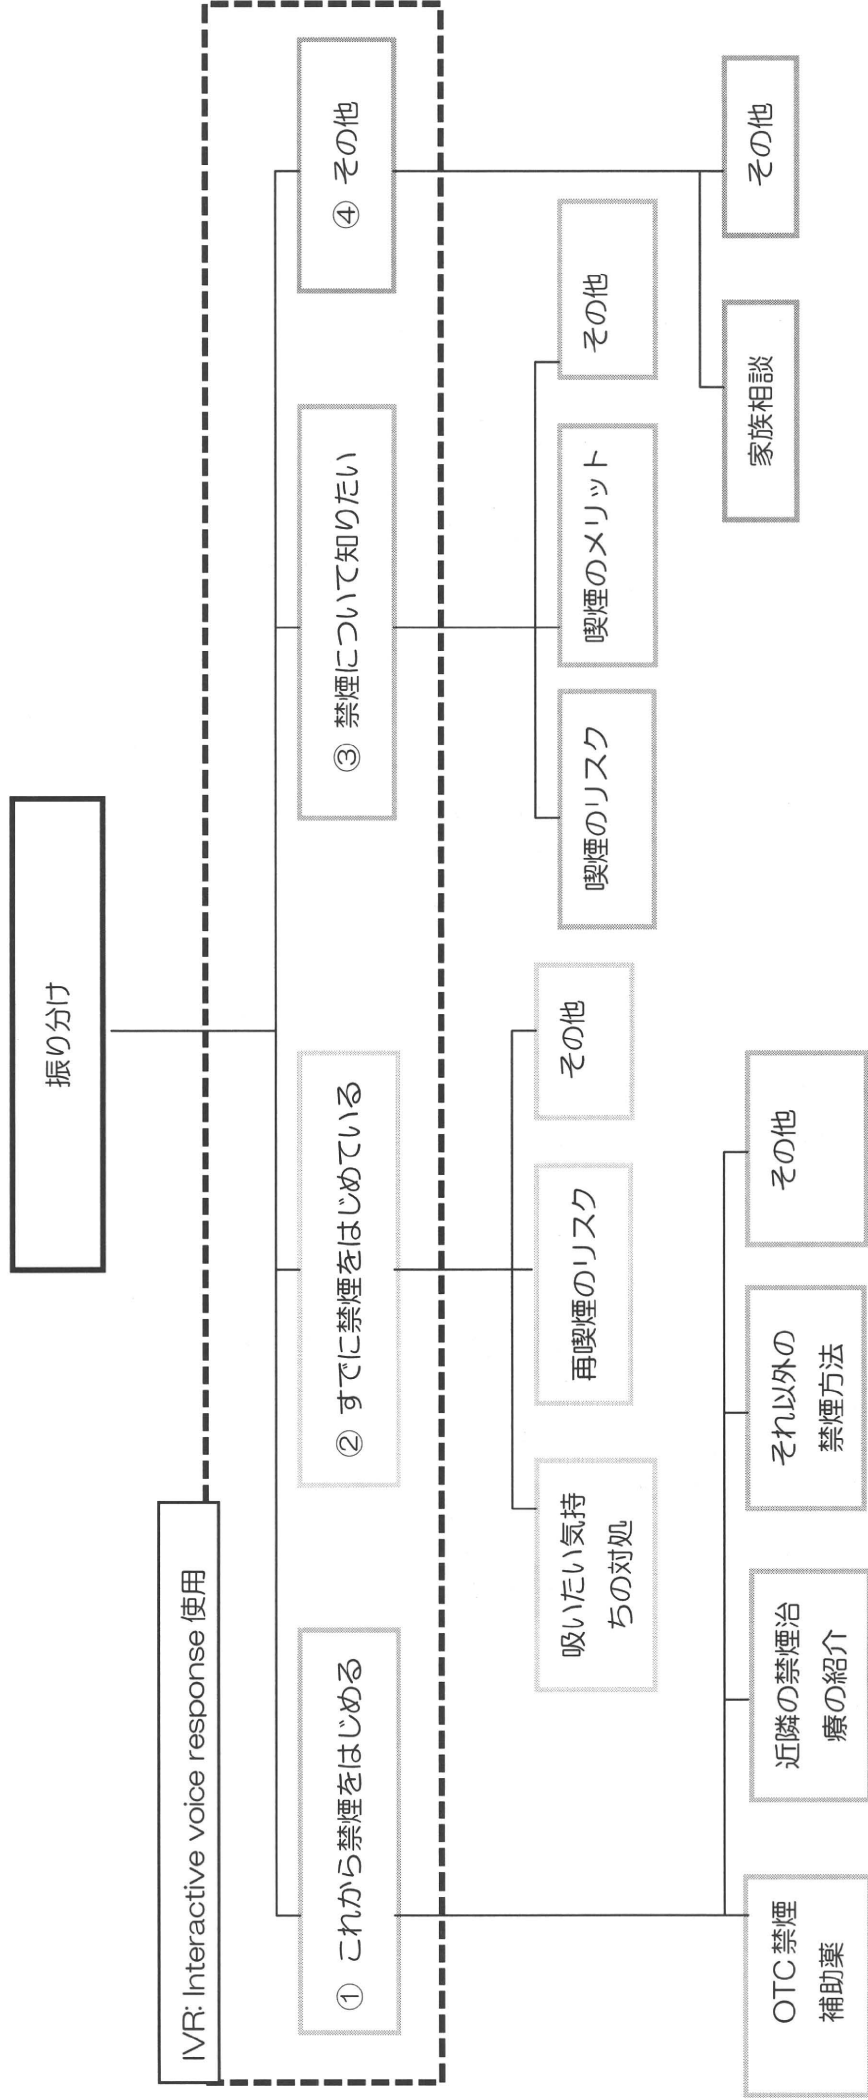 振り分け
IVR: Interactive voice response 使用
① これから禁煙をはじめる
② すでに禁煙をはじめている
③ 禁煙について知りたい
④ その他
吸いたい気持
ちの対処
再喫煙のリスク
その他
喫煙のリスク
喫煙のメリット
その他
OTC 禁煙
補助薬
近隣の禁煙治
療の紹介
それ以外の
禁煙方法
その他
家族相談
その他